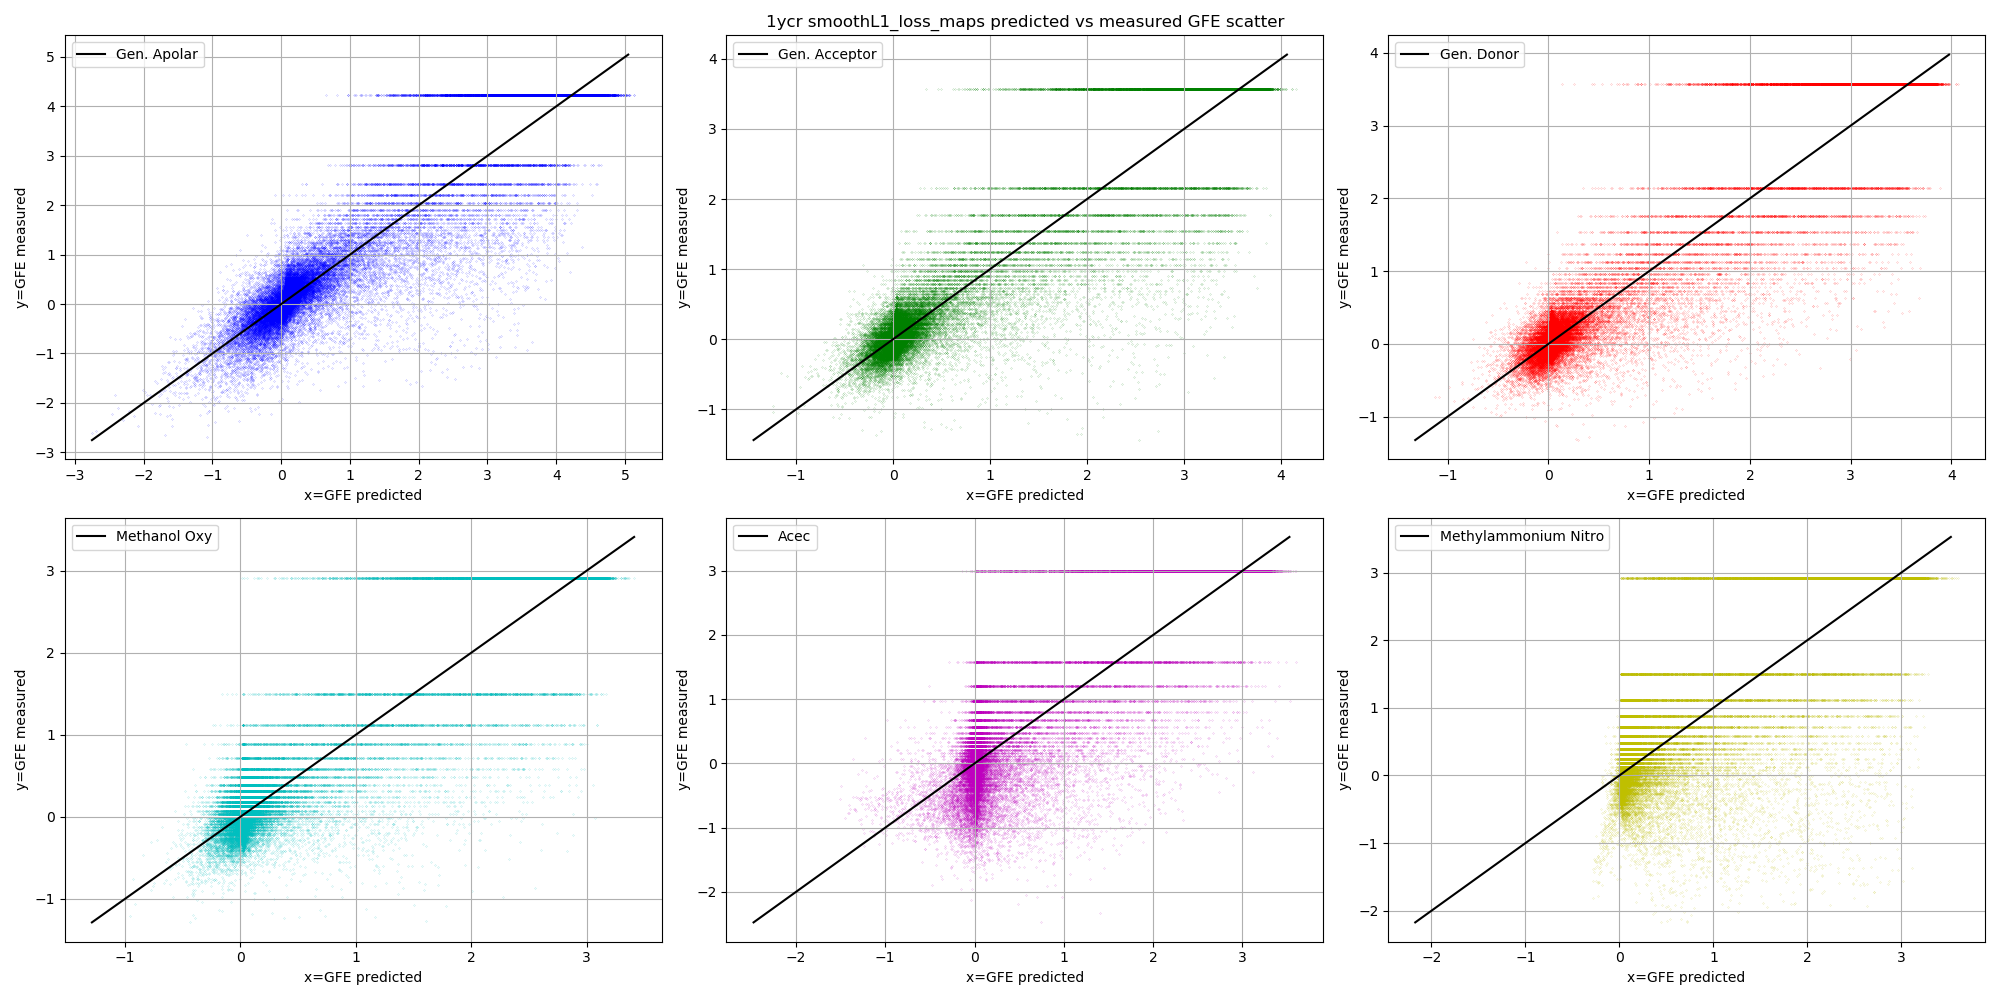 1ycr smoothL1_loss_maps predicted vs measured GFE scatter
Gen. Apolar
y=GFE measured
5
4
3
2
1
0
−1
−2
−3
−3 −2 −1 0 1 2 3 4 5
x=GFE predicted
Gen. Acceptor
y=GFE measured
4
3
2
1
0
−1
−1 0 1 2 3 4
x=GFE predicted
Gen. Donor
y=GFE measured
4
3
2
1
0
−1
−1 0 1 2 3 4
x=GFE predicted
Methanol Oxy
y=GFE measured
3
2
1
0
−1
−1 0 1 2 3
x=GFE predicted
Acec
y=GFE measured
3
2
1
0
−1
−2
−2 −1 0 1 2 3
x=GFE predicted
Methylammonium Nitro
y=GFE measured
3
2
1
0
−1
−2
−2 −1 0 1 2 3
x=GFE predicted